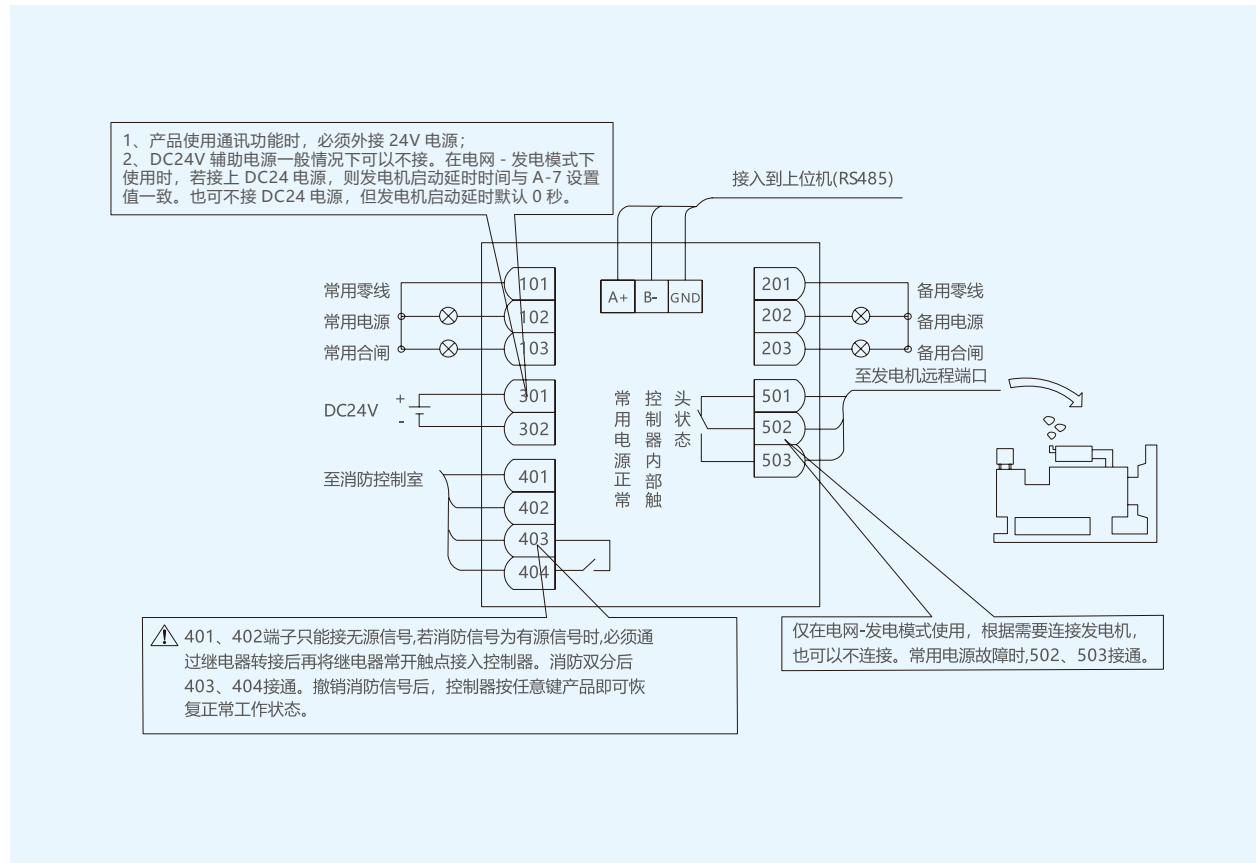 1、产品使用通讯功能时，必须外接 24V 电源；
2、DC24V 辅助电源一般情况下可以不接。在电网 - 发电模式下
使用时，若接上 DC24 电源，则发电机启动延时时间与 A-7 设置
值一致。也可不接 DC24 电源，但发电机启动延时默认 0 秒。
接入到上位机(RS485)
A+ B- GND
常用零线 101
常用电源 102
常用合闸 103
201 备用零线
202 备用电源
203 备用合闸
DC24V + -
301
302
至发电机远程端口
501
502
503
常用电源正常
控制器内部触
头状态
至消防控制室
401
402
403
404
401、402端子只能接无源信号,若消防信号为有源信号时,必须通
过继电器转接后再将继电器常开触点接入控制器。消防双分后
403、404接通。撤销消防信号后，控制器按任意键产品即可恢
复正常工作状态。
仅在电网-发电模式使用，根据需要连接发电机，
也可以不连接。常用电源故障时,502、503接通。